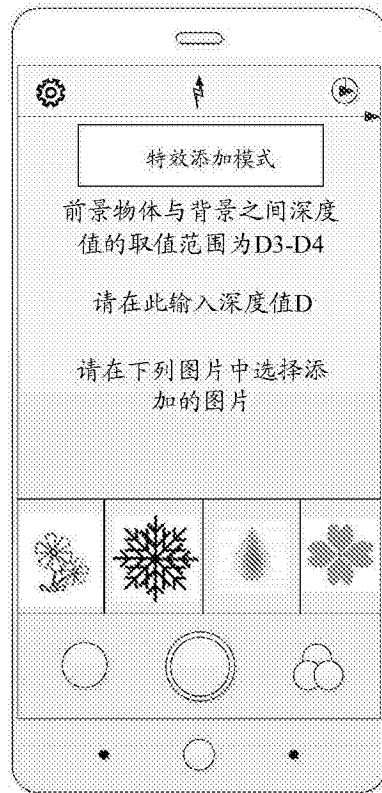 特效添加模式
前景物体与背景之间深度
值的取值范围为D3-D4
请在此输入深度值D
请在下列图片中选择添
加的图片